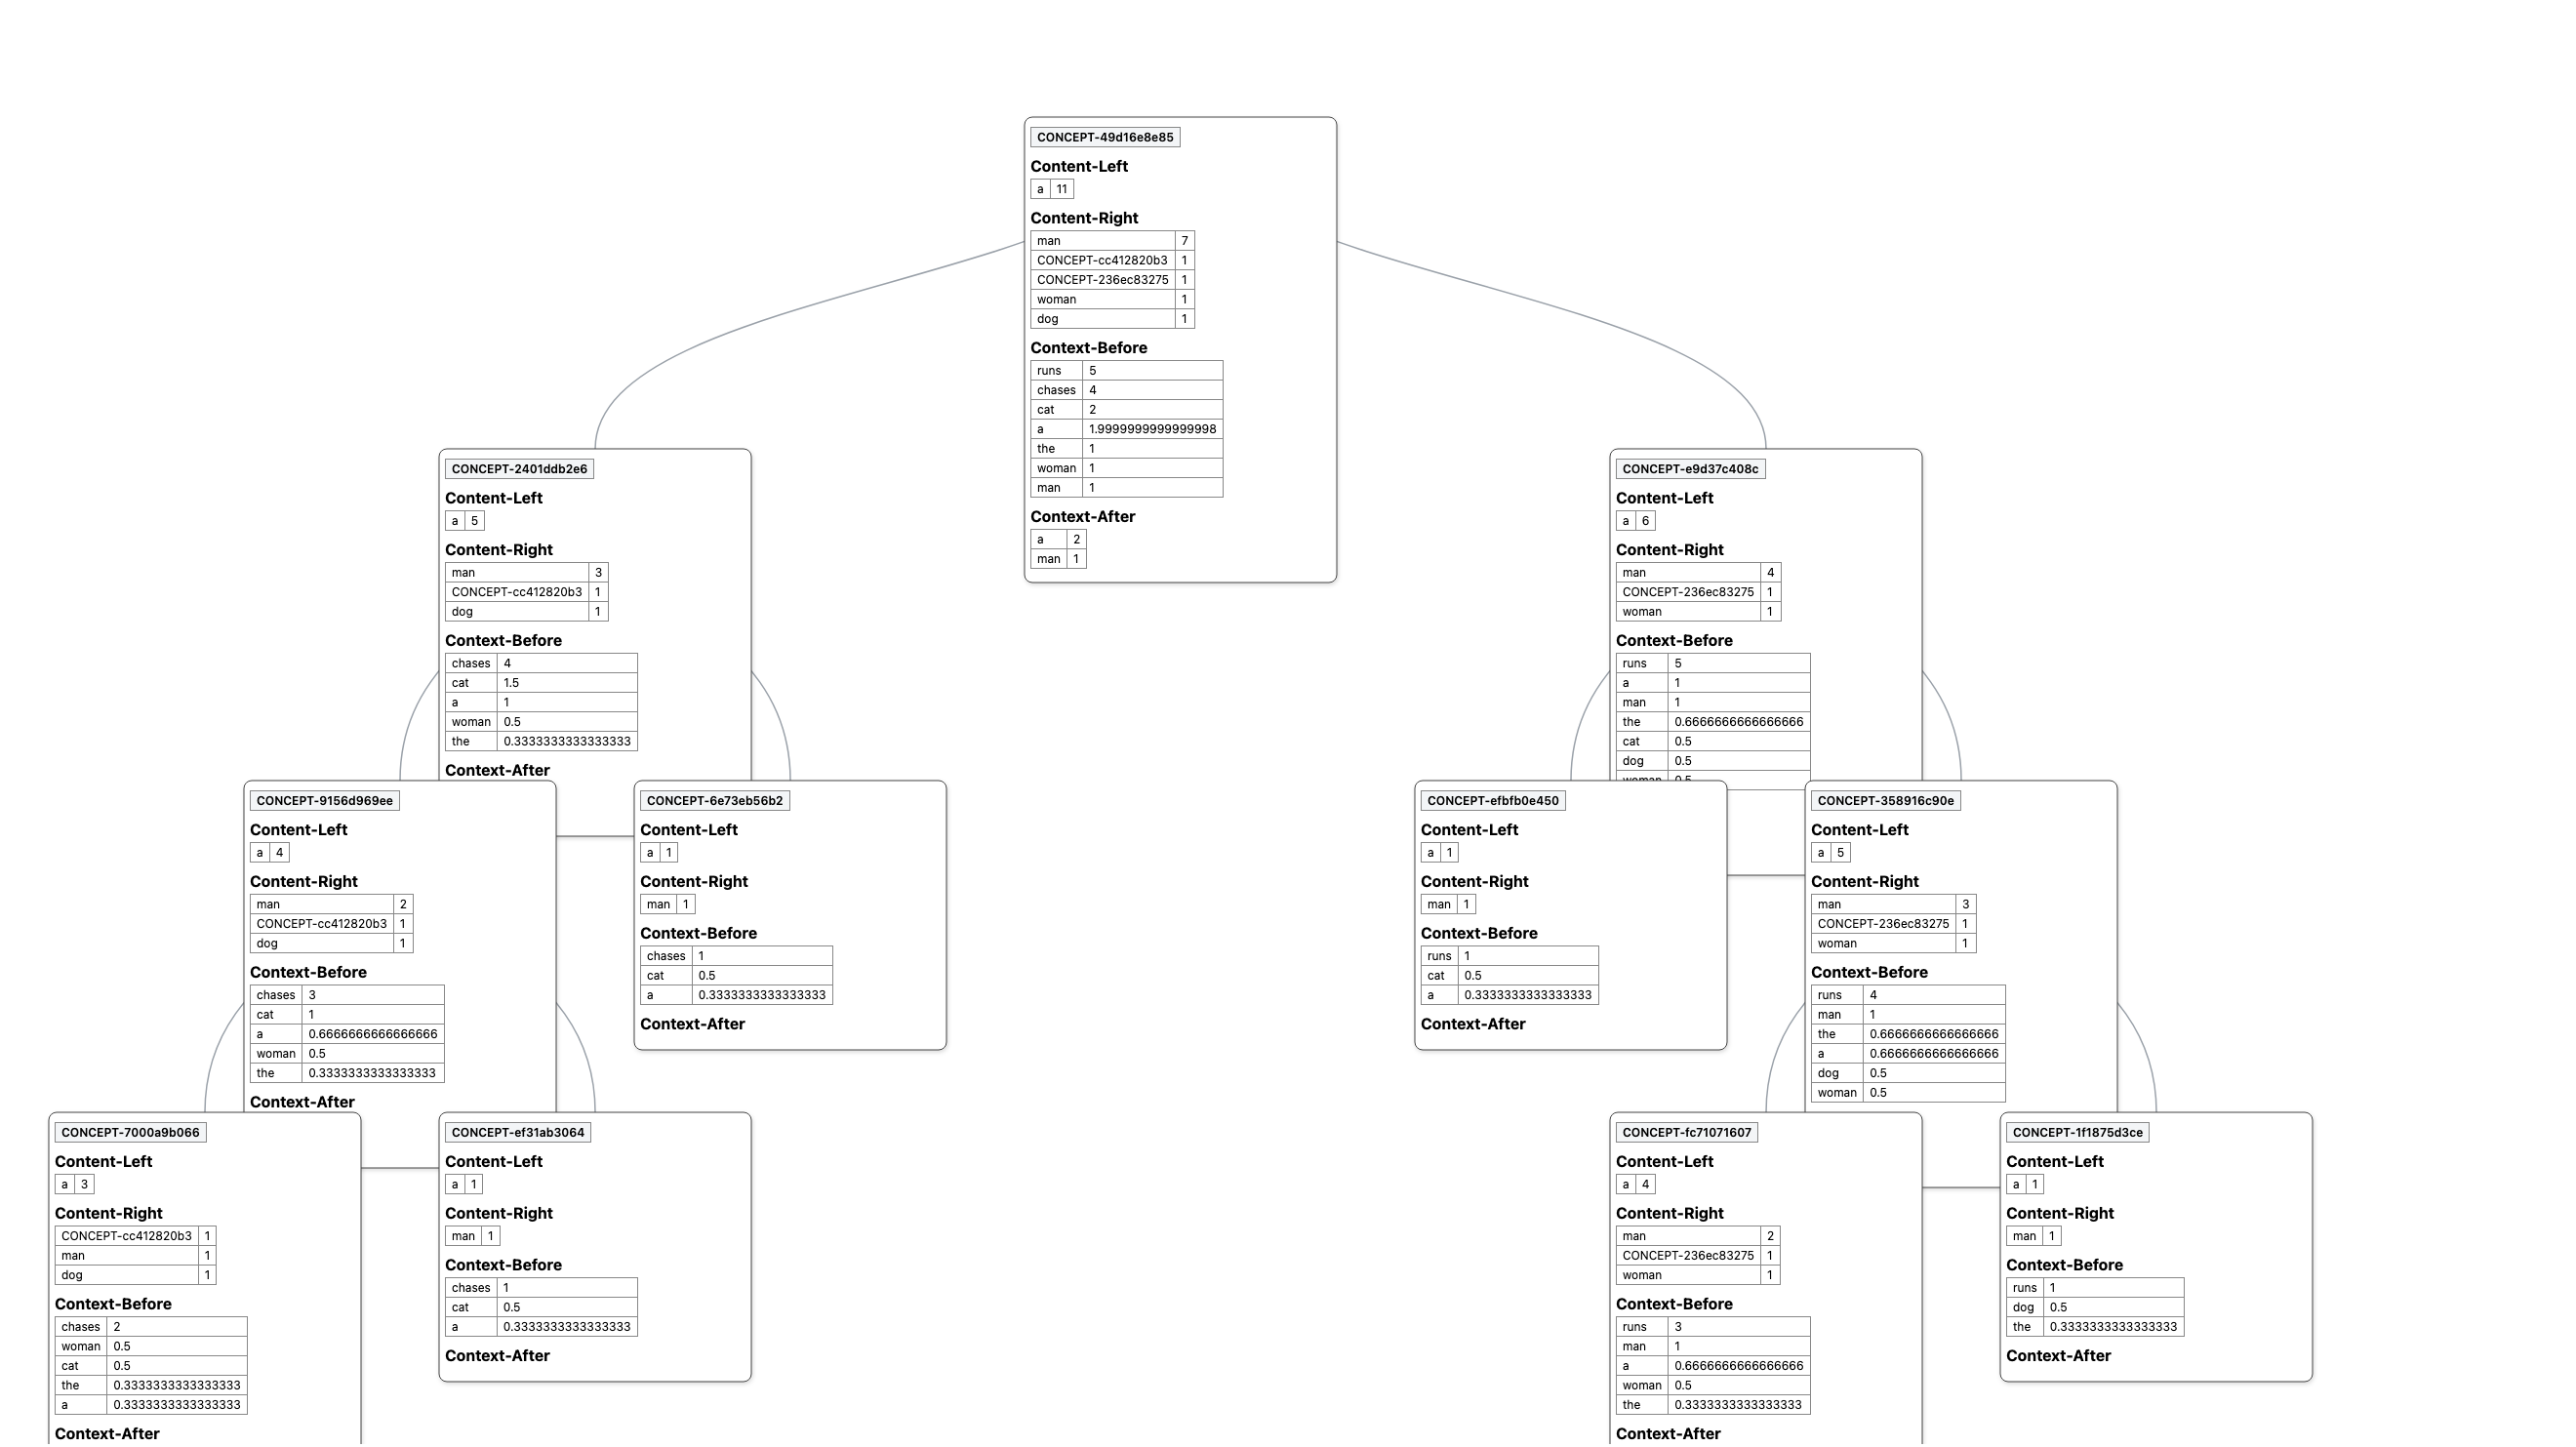 CONCEPT-49d16e8e85
Content-Left
a 11
Content-Right
man 7
CONCEPT-cc412820b3 1
CONCEPT-236ec83275 1
woman 1
dog 1
Context-Before
runs 5
chases 4
cat 2
a 1.9999999999999998
the 1
woman 1
man 1
Context-After
a 2
man 1
CONCEPT-2401ddb2e6
Content-Left
a 5
Content-Right
man 3
CONCEPT-cc412820b3 1
dog 1
Context-Before
chases 4
cat 1.5
a 1
woman 0.5
the 0.3333333333333333
Context-After
CONCEPT-e9d37c408c
Content-Left
a 6
Content-Right
man 4
CONCEPT-236ec83275 1
woman 1
Context-Before
runs 5
a 1
man 1
the 0.6666666666666666
cat 0.5
dog 0.5
woman 0.5
CONCEPT-9156d969ee
Content-Left
a 4
Content-Right
man 2
CONCEPT-cc412820b3 1
dog 1
Context-Before
chases 3
cat 1
a 0.6666666666666666
woman 0.5
the 0.3333333333333333
Context-After
CONCEPT-6e73eb56b2
Content-Left
a 1
Content-Right
man 1
Context-Before
chases 1
cat 0.5
a 0.3333333333333333
Context-After
CONCEPT-efbfb0e450
Content-Left
a 1
Content-Right
man 1
Context-Before
runs 1
cat 0.5
a 0.3333333333333333
Context-After
CONCEPT-358916c90e
Content-Left
a 5
Content-Right
man 3
CONCEPT-236ec83275 1
woman 1
Context-Before
runs 4
man 1
the 0.6666666666666666
a 0.6666666666666666
dog 0.5
woman 0.5
CONCEPT-7000a9b066
Content-Left
a 3
Content-Right
CONCEPT-cc412820b3 1
man 1
dog 1
Context-Before
chases 2
woman 0.5
cat 0.5
the 0.3333333333333333
a 0.3333333333333333
Context-After
CONCEPT-ef31ab3064
Content-Left
a 1
Content-Right
man 1
Context-Before
chases 1
cat 0.5
a 0.3333333333333333
Context-After
CONCEPT-fc71071607
Content-Left
a 4
Content-Right
man 2
CONCEPT-236ec83275 1
woman 1
Context-Before
runs 3
man 1
a 0.6666666666666666
woman 0.5
the 0.3333333333333333
Context-After
CONCEPT-1f1875d3ce
Content-Left
a 1
Content-Right
man 1
Context-Before
runs 1
dog 0.5
the 0.3333333333333333
Context-After